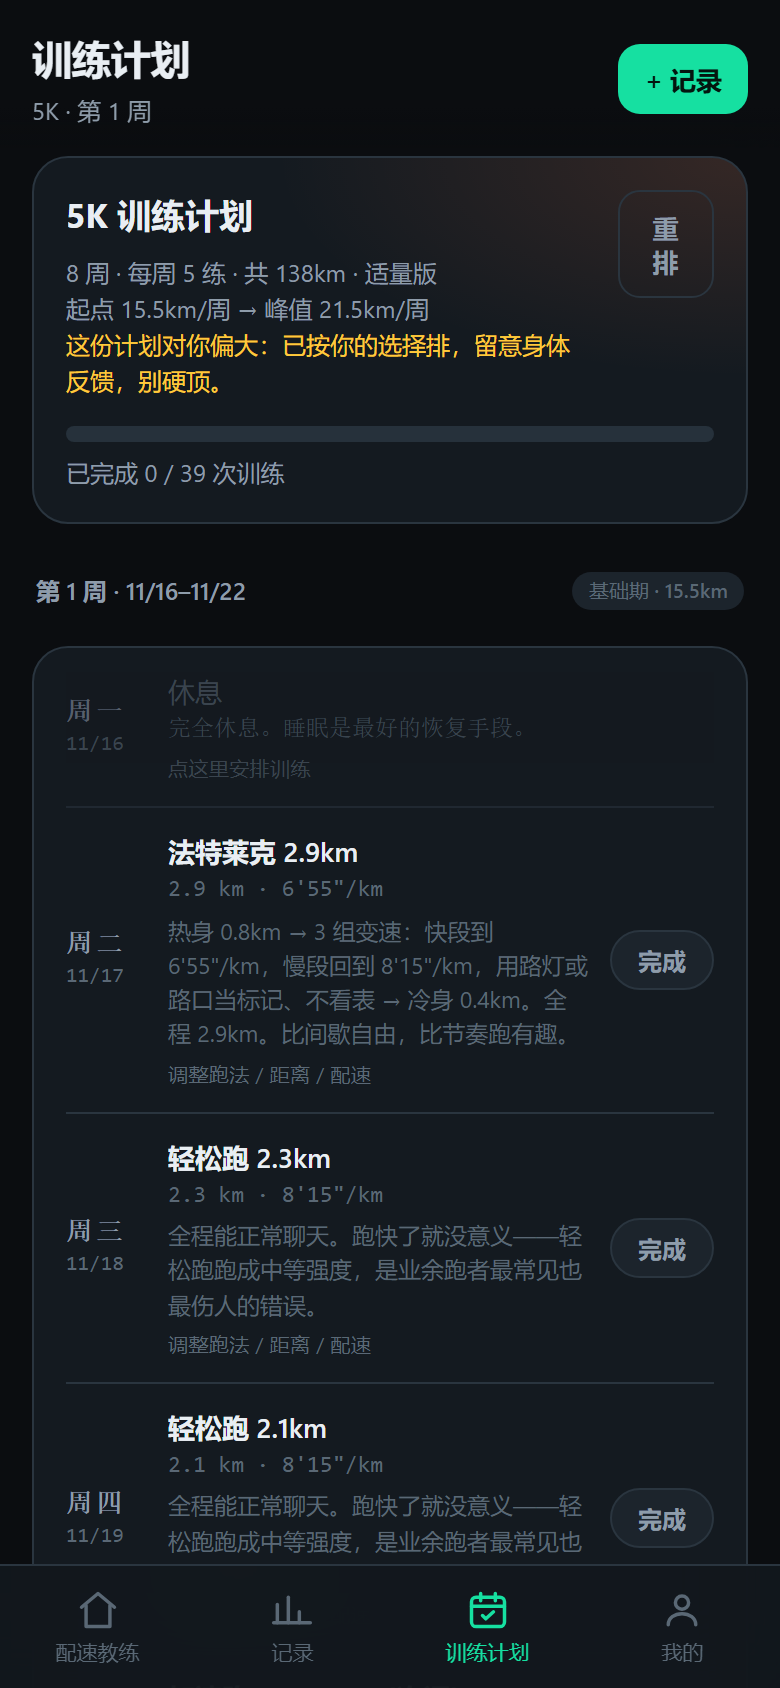 训练计划
5K · 第 1 周
+ 记录
5K 训练计划
重
排
8 周 · 每周 5 练 · 共 138km · 适量版
起点 15.5km/周 → 峰值 21.5km/周
这份计划对你偏大：已按你的选择排，留意身体
反馈，别硬顶。
已完成 0 / 39 次训练
第 1 周 · 11/16–11/22
基础期 · 15.5km
周一
11/16
休息
完全休息。睡眠是最好的恢复手段。
点这里安排训练
周二
11/17
法特莱克 2.9km
2.9 km · 6'55"/km
热身 0.8km → 3 组变速：快段到
6'55"/km，慢段回到 8'15"/km，用路灯或
路口当标记、不看表 → 冷身 0.4km。全
程 2.9km。比间歇自由，比节奏跑有趣。
调整跑法 / 距离 / 配速
完成
周三
11/18
轻松跑 2.3km
2.3 km · 8'15"/km
全程能正常聊天。跑快了就没意义——轻
松跑跑成中等强度，是业余跑者最常见也
最伤人的错误。
调整跑法 / 距离 / 配速
完成
周四
11/19
轻松跑 2.1km
2.1 km · 8'15"/km
全程能正常聊天。跑快了就没意义——轻
松跑跑成中等强度，是业余跑者最常见也
完成
配速教练
记录
训练计划
我的